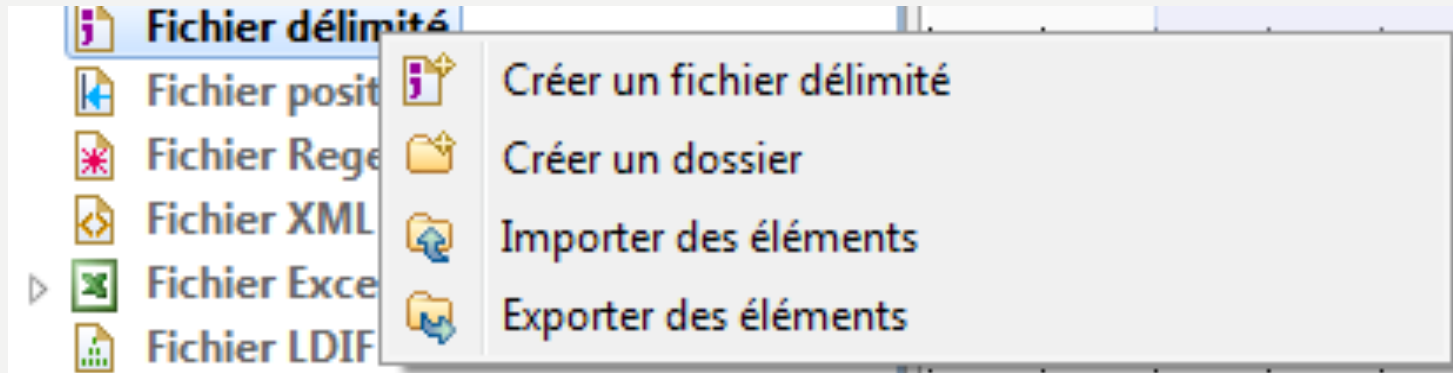 Fichier délimité
Fichier posit
Fichier Rege
Fichier XML
Fichier Exce
Fichier LDIF
Créer un fichier délimité
Créer un dossier
Importer des éléments
Exporter des éléments